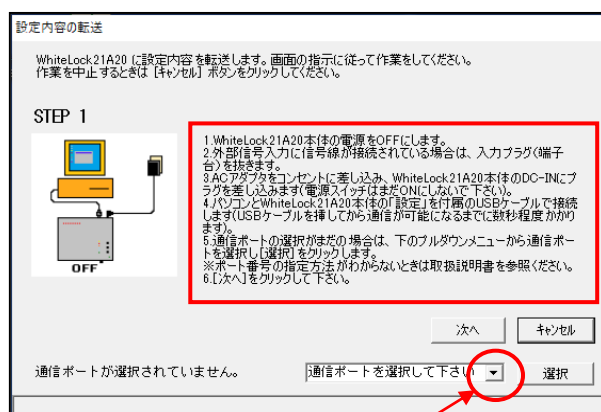 設定内容の転送
WhiteLock21A20 に設定内容を転送します。画面の指示に従って作業をしてください。
作業を中止するときは [キャンセル] ボタンをクリックしてください。
STEP 1
1.WhiteLock21A20本体の電源をOFFにします。
2.外部信号入力に信号線が接続されている場合は、入力プラグ(端子
台)を抜きます。
3.ACアダプタをコンセントに差し込み、WhiteLock21A20本体のDC-INにプ
ラグを差し込みます(電源スイッチはまだONにしないで下さい)。
4.パソコンとWhiteLock21A20本体の「設定」を付属のUSBケーブルで接続
します(USBケーブルを挿してから通信が可能になるまでに数秒程度かかり
ます)。
5.通信ポートの選択がまだの場合は、下のプルダウンメニューから通信ポー
トを選択し[選択]をクリックします。
※ポート番号の指定方法がわからないときは取扱説明書を参照ください。
6.[次へ]をクリックして下さい。
OFF
次へ
キャンセル
通信ポートが選択されていません。
通信ポートを選択して下さい
選択